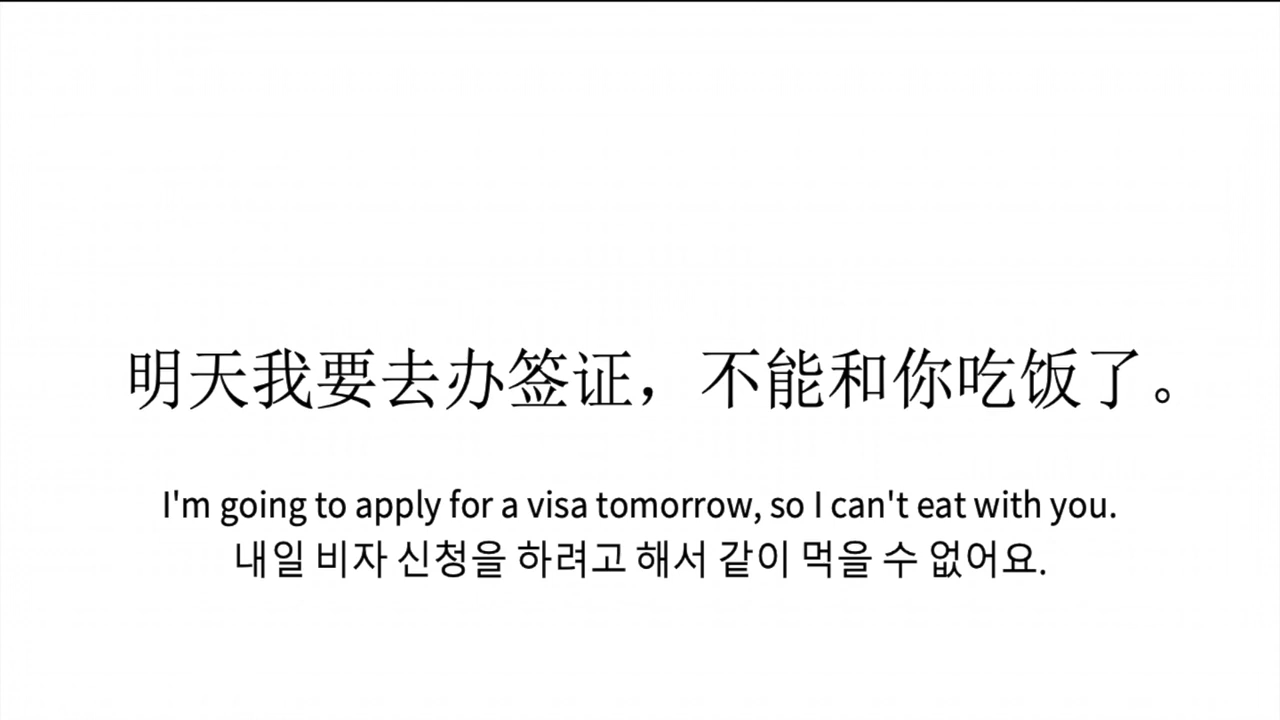 明天我要去办签证，不能和你吃饭了。
I'm going to apply for a visa tomorrow, so I can't eat with you.
내일 비자 신청을 하려고 해서 같이 먹을 수 없어요.